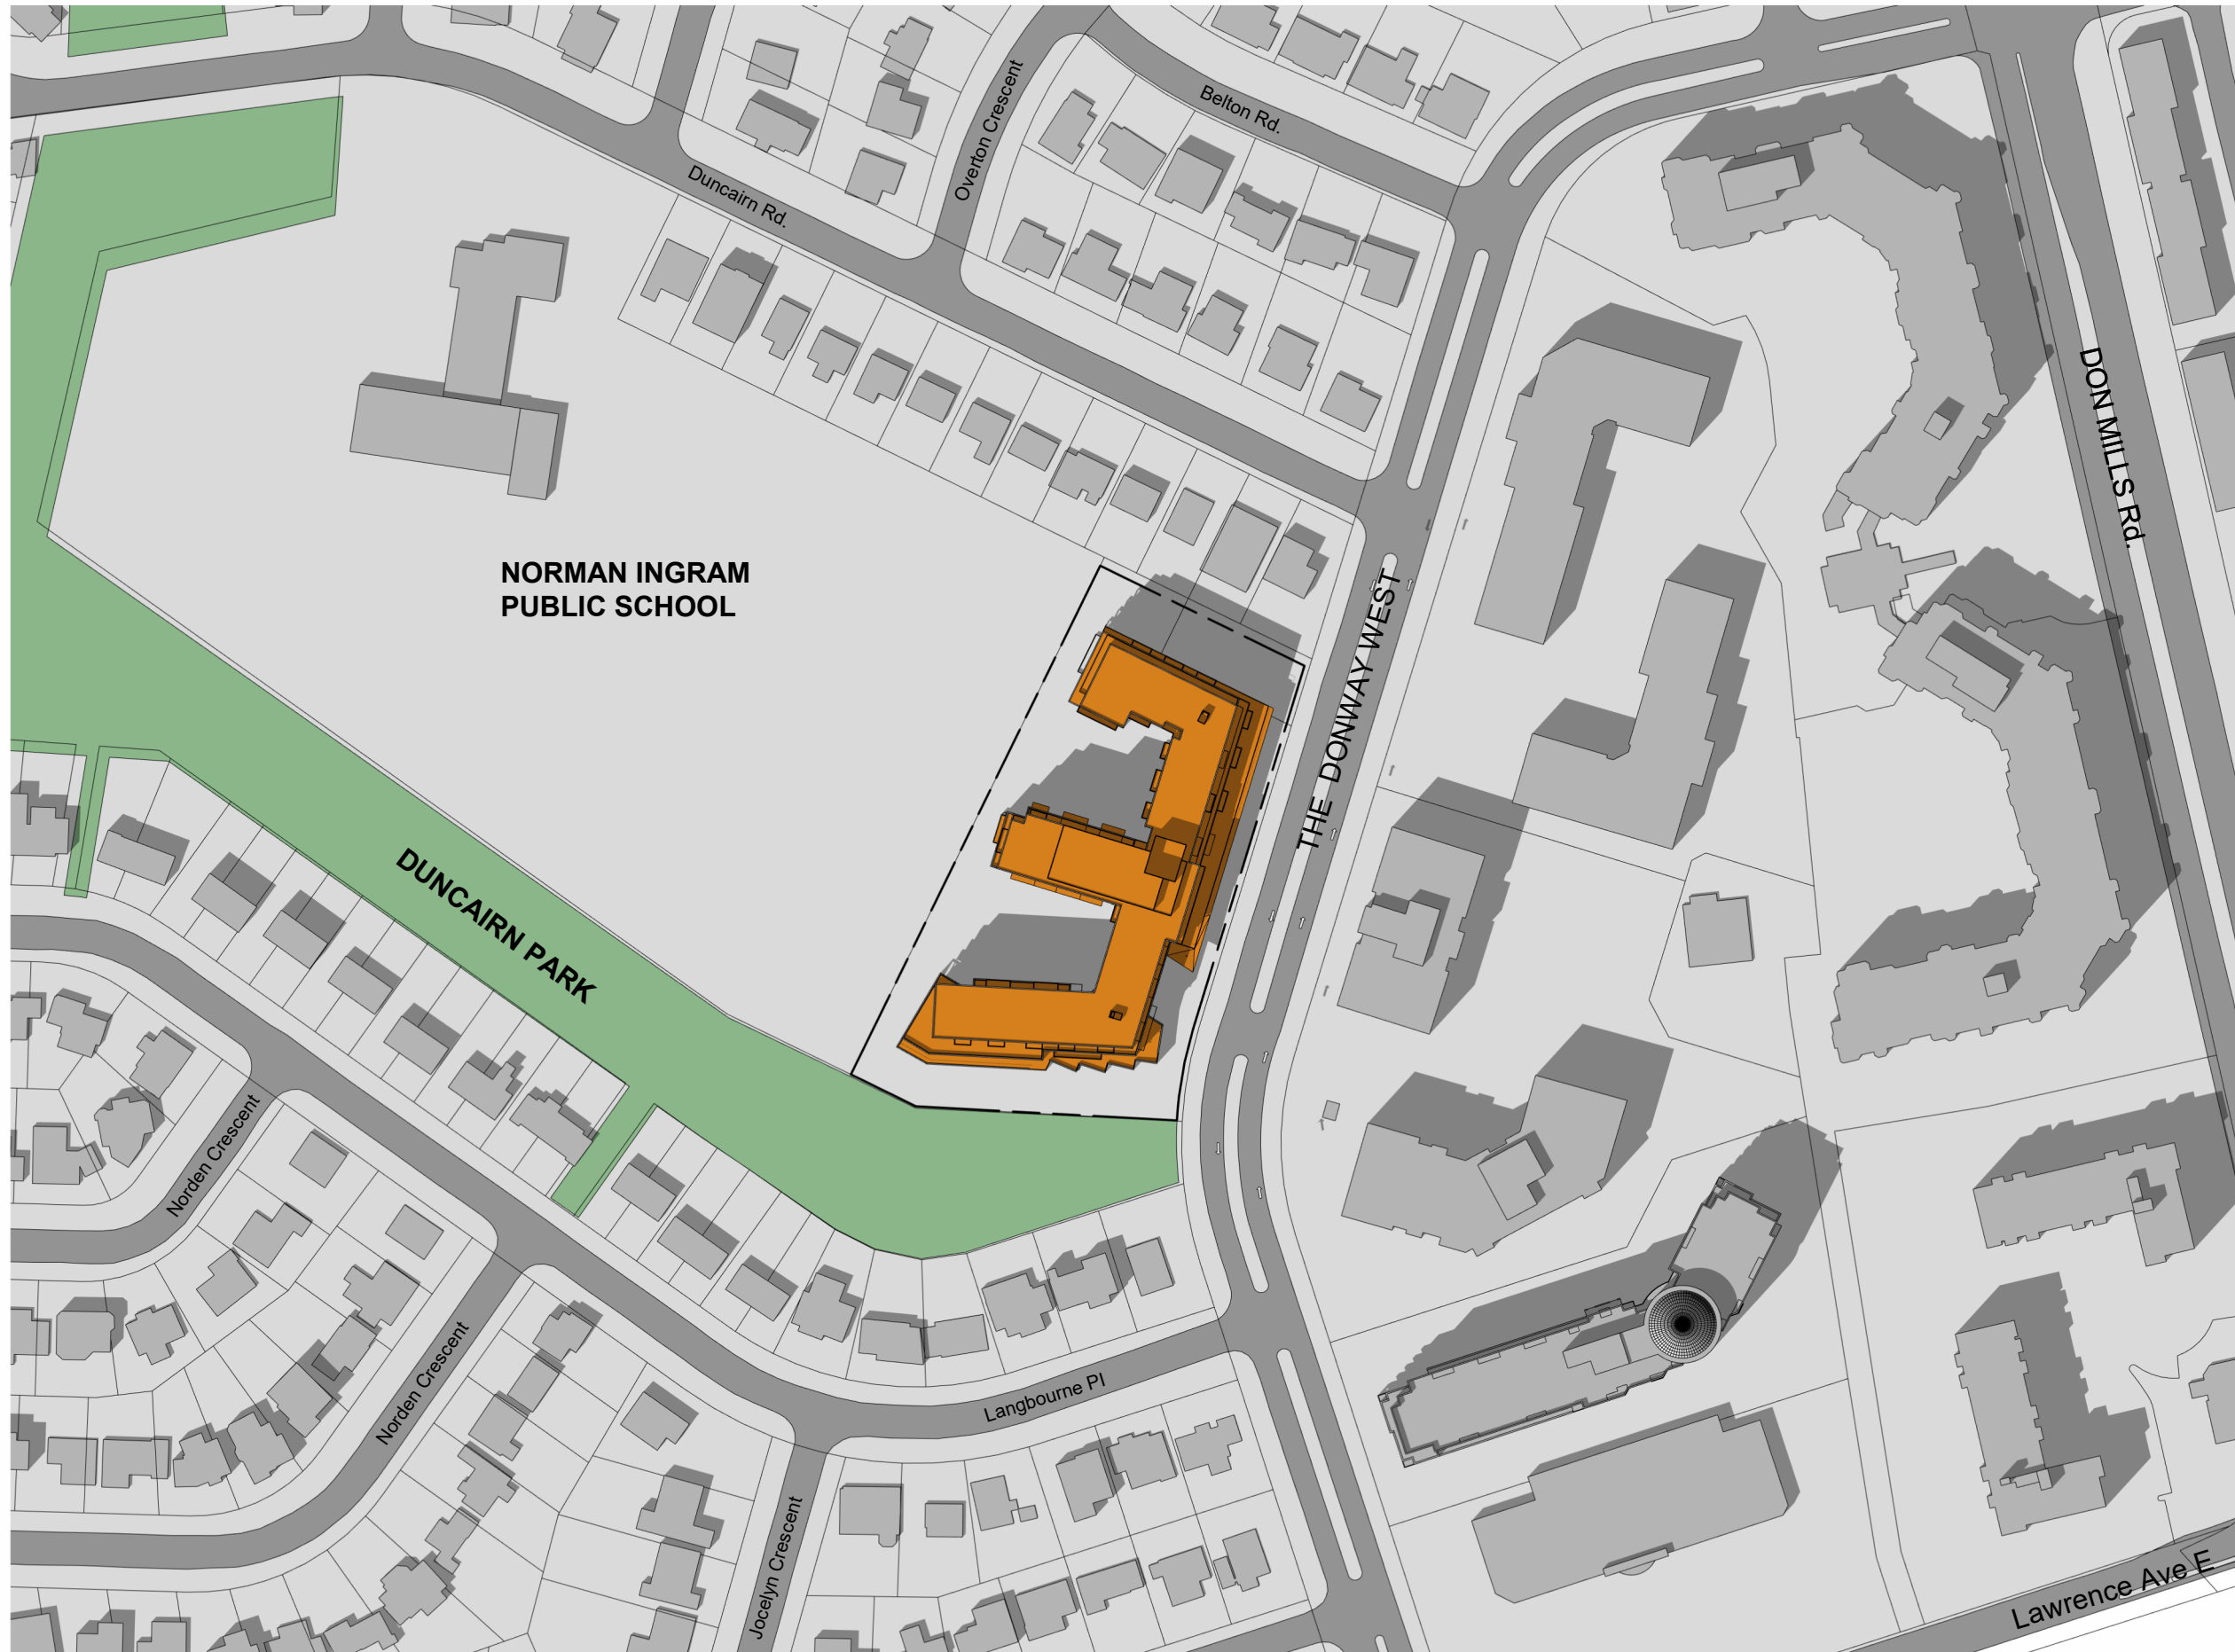 Overton Crescent
Belton Rd.
Duncairn Rd.
DON MILLS Rd.
NORMAN INGRAM
PUBLIC SCHOOL
THE DONWAY WEST
DUNCAIRN PARK
Norden Crescent
Norden Crescent
Langbourne Pl
Jocelyn Crescent
Lawrence Ave E